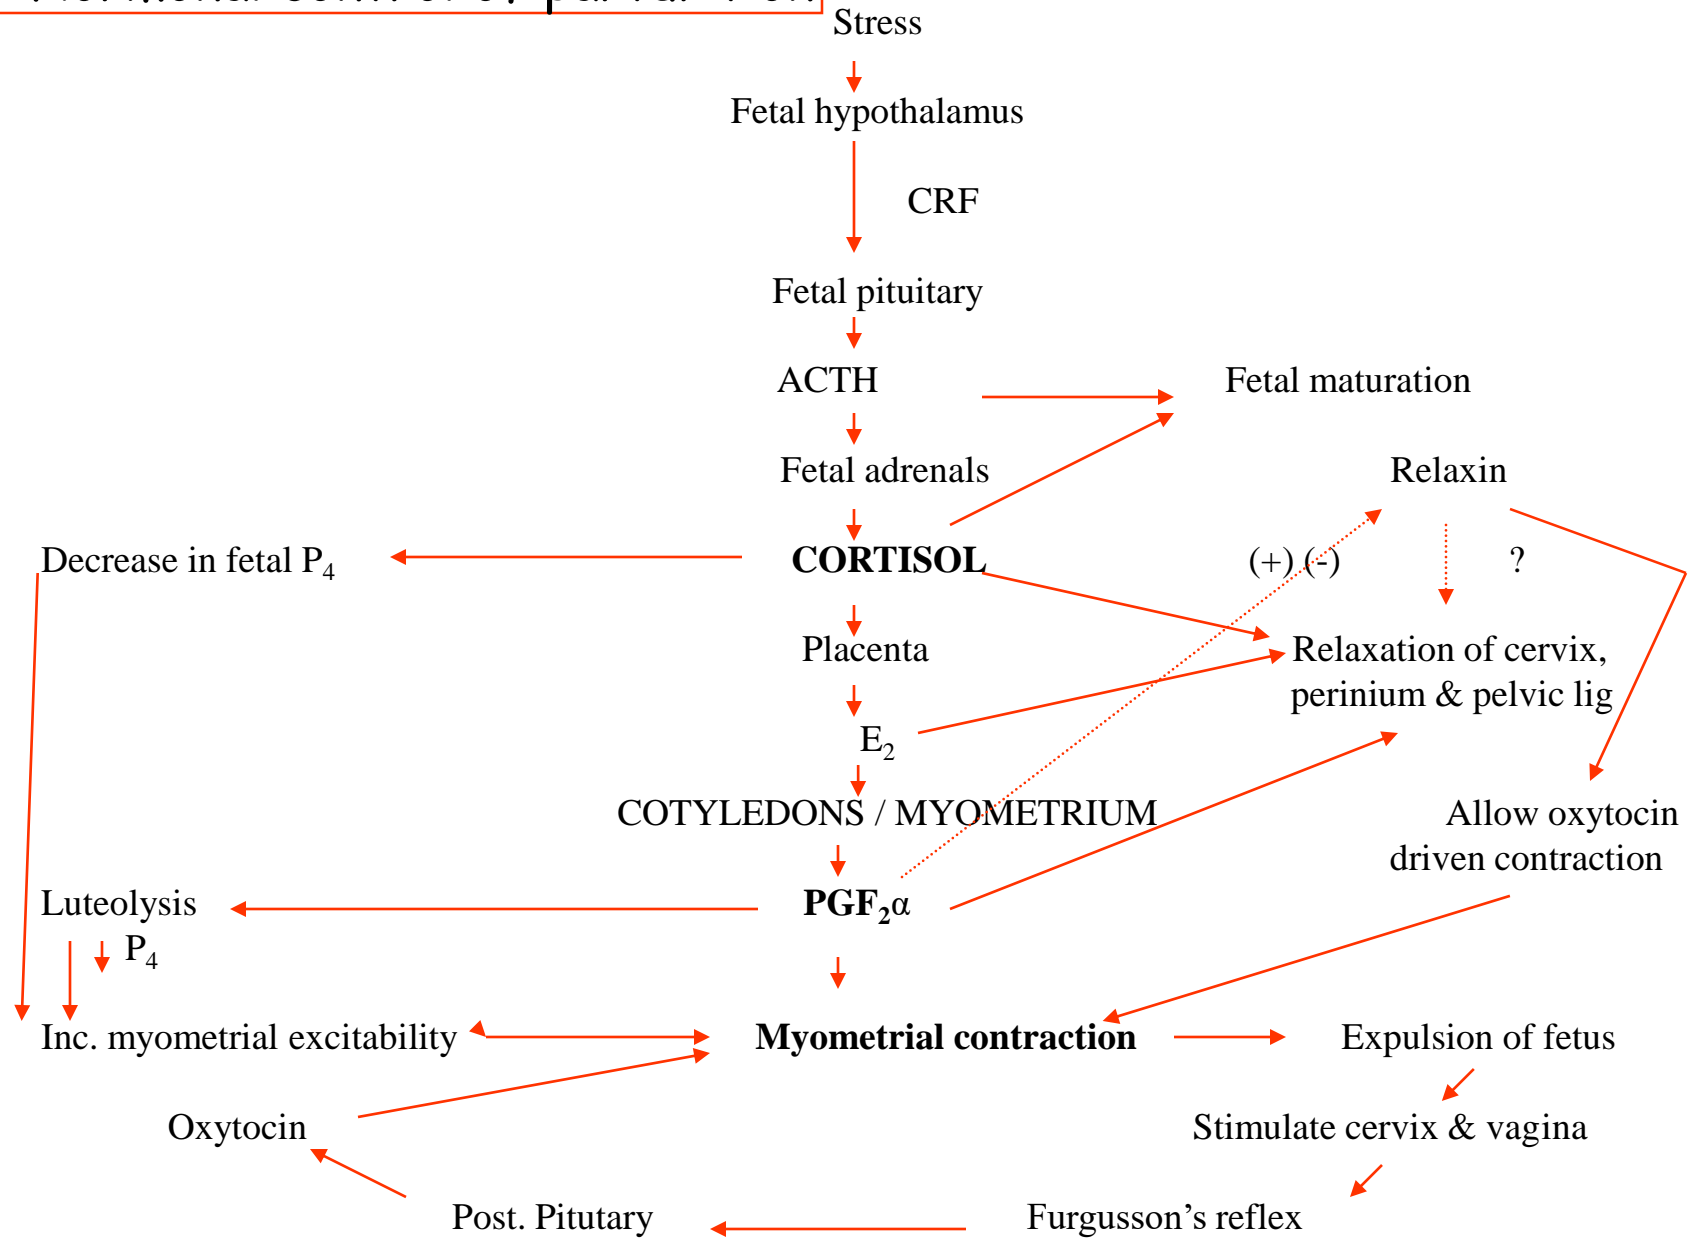 Stress
Fetal hypothalamus
CRF
Fetal pituitary
ACTH
Fetal maturation
Fetal adrenals
Relaxin
Decrease in fetal P₄
CORTISOL
(+) (-)
?
Placenta
Relaxation of cervix,
perinium & pelvic lig
E₂
COTYLEDONS / MYOMETRIUM
Allow oxytocin
driven contraction
Luteolysis
PGF₂α
P₄
Inc. myometrial excitability
Myometrial contraction
Expulsion of fetus
Oxytocin
Stimulate cervix & vagina
Post. Pitutary
Furgusson’s reflex